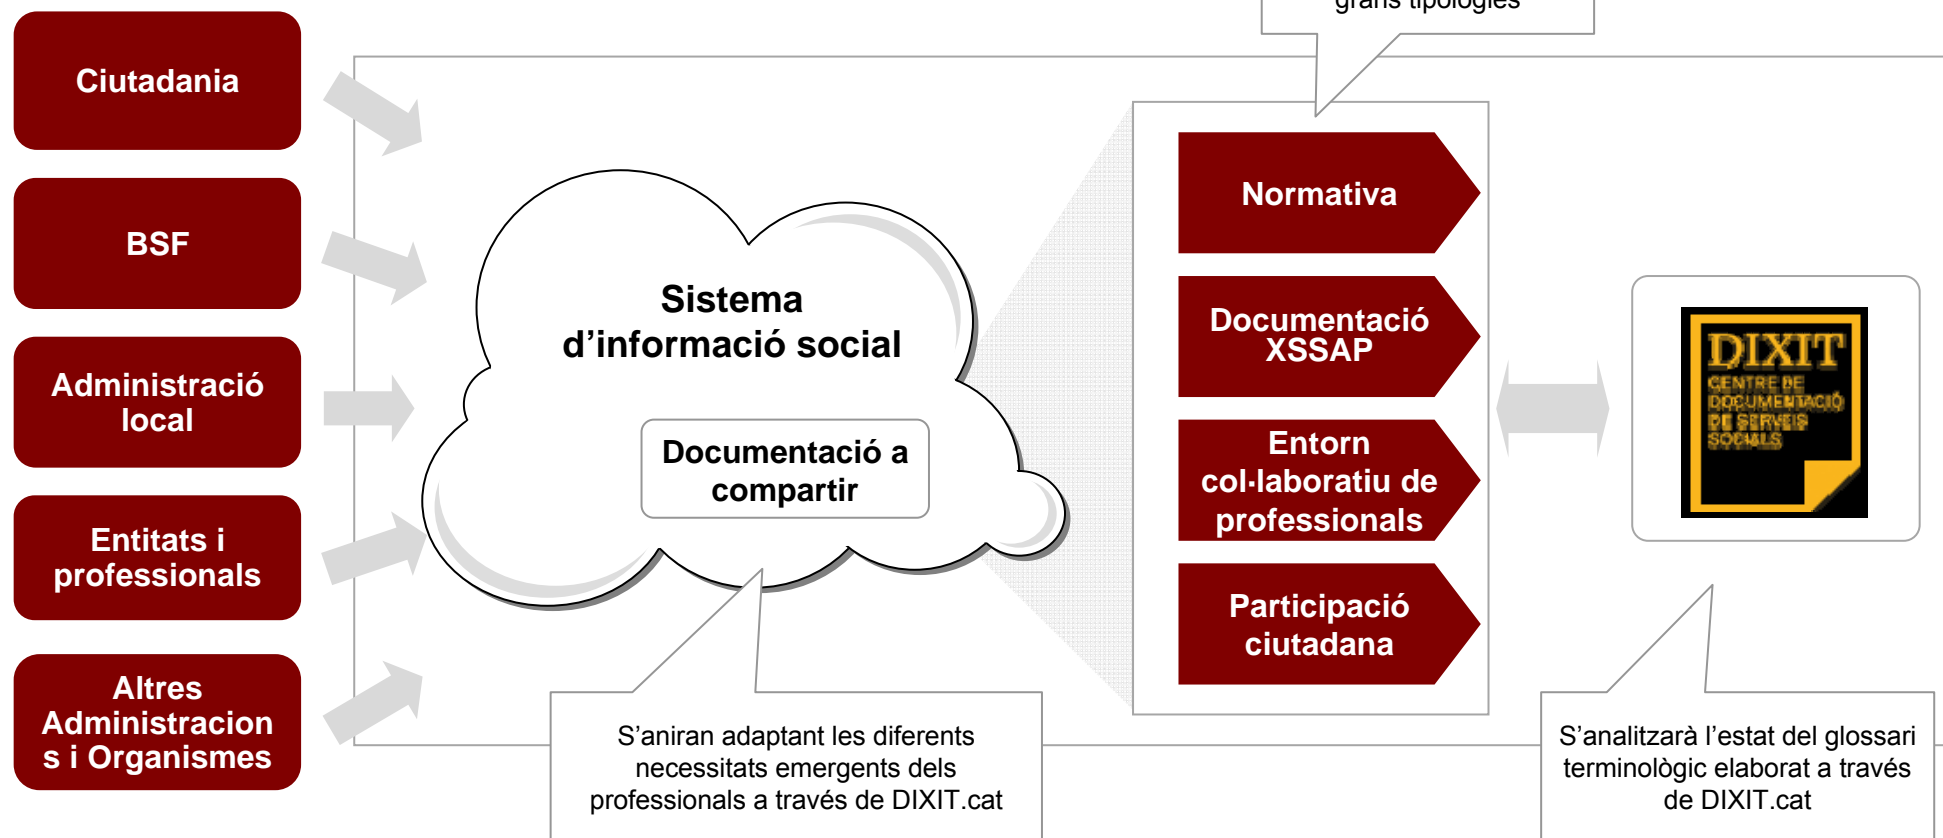 grans tipologies
Ciutadania
BSF
Administració
local
Entitats i
professionals
Altres
Administracion
s i Organismes
Sistema
d’informació social
Documentació a
compartir
S’aniran adaptant les diferents
necessitats emergents dels
professionals a través de DIXIT.cat
Normativa
Documentació
XSSAP
Entorn
col·laboratiu de
professionals
Participació
ciutadana
DIXIT
CENTRE DE
DOCUMENTACIÓ
DE SERVEIS
SOCIALS
S’analitzarà l’estat del glossari
terminològic elaborat a través
de DIXIT.cat